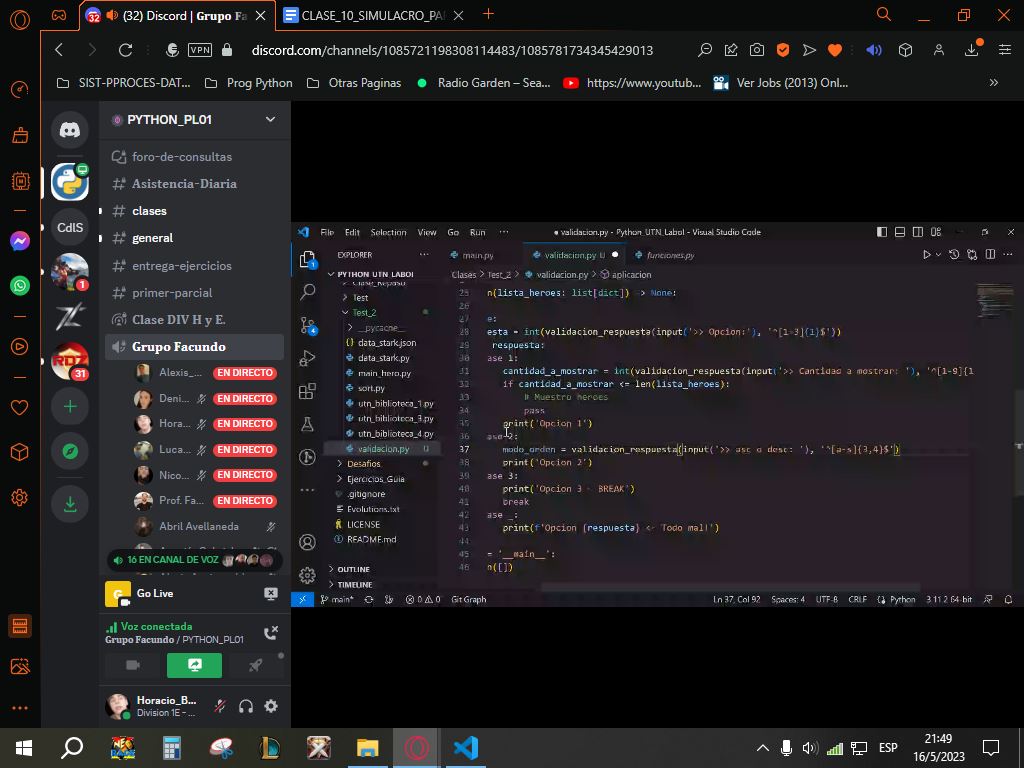 (32) Discord | Grupo Fa
CLASE_10_SIMULACRO_PA
VPN
discord.com/channels/1085721198308114483/1085781734345429013
SIST-PPROCES-DAT...
Prog Python
Otras Paginas
Radio Garden – Sea...
https://www.youtub...
Ver Jobs (2013) Onl...
»
PYTHON_PL01
foro-de-consultas
Asistencia-Diaria
clases
general
entrega-ejercicios
primer-parcial
Clase DIV H y E.
Grupo Facundo
Alexis_... EN DIRECTO
Deni... EN DIRECTO
Hora... EN DIRECTO
Luca... EN DIRECTO
Nico... EN DIRECTO
Prof. Fa... EN DIRECTO
Abril Avellaneda
16 EN CANAL DE VOZ
Go Live
Voz conectada
Grupo Facundo / PYTHON_PL01
Horacio_B...
Division 1E - ...
CdIS
1
31
32
File Edit Selection View Go Run ···
● validacion.py - Python_UTN_LaboI - Visual Studio Code
EXPLORER
main.py
validacion.py U
funciones.py
PYTHON UTN LABOI
Clases > Test_2 > validacion.py > aplicacion
Clase_Repaso
Test
Test_2
__pycache__
data_stark.json
data_stark.py
main_hero.py
sort.py
utn_biblioteca_1.py
utn_biblioteca_3.py
utn_biblioteca_4.py
validacion.py U
Desafios
Ejercicios_Guia
.gitignore
Evolutions.txt
LICENSE
README.md
OUTLINE
TIMELINE
25 n(lista_heroes: list[dict]) -> None:
26
27 e:
28 esta = int(validacion_respuesta(input('>> Opcion:'), '^[1-3]{1}$'))
29 respuesta:
30 ase 1:
31 cantidad_a_mostrar = int(validacion_respuesta(input('>> Cantidad a mostrar: '), '^[1-9]{1
32 if cantidad_a_mostrar <= len(lista_heroes):
33 # Muestro heroes
34 pass
35 print('Opcion 1')
36 ase 2:
37 modo_orden = validacion_respuesta(input('>> asc o desc: '), '^[a-s]{3,4}$')
38 print('Opcion 2')
39 ase 3:
40 print('Opcion 3 - BREAK')
41 break
42 ase _:
43 print(f'Opcion {respuesta} <- Todo mal!')
44
45 = '__main__':
46 n([])
main* 0 0 Git Graph
Ln 37, Col 92 Spaces: 4 UTF-8 CRLF Python 3.11.2 64-bit
ESP
21:49
16/5/2023